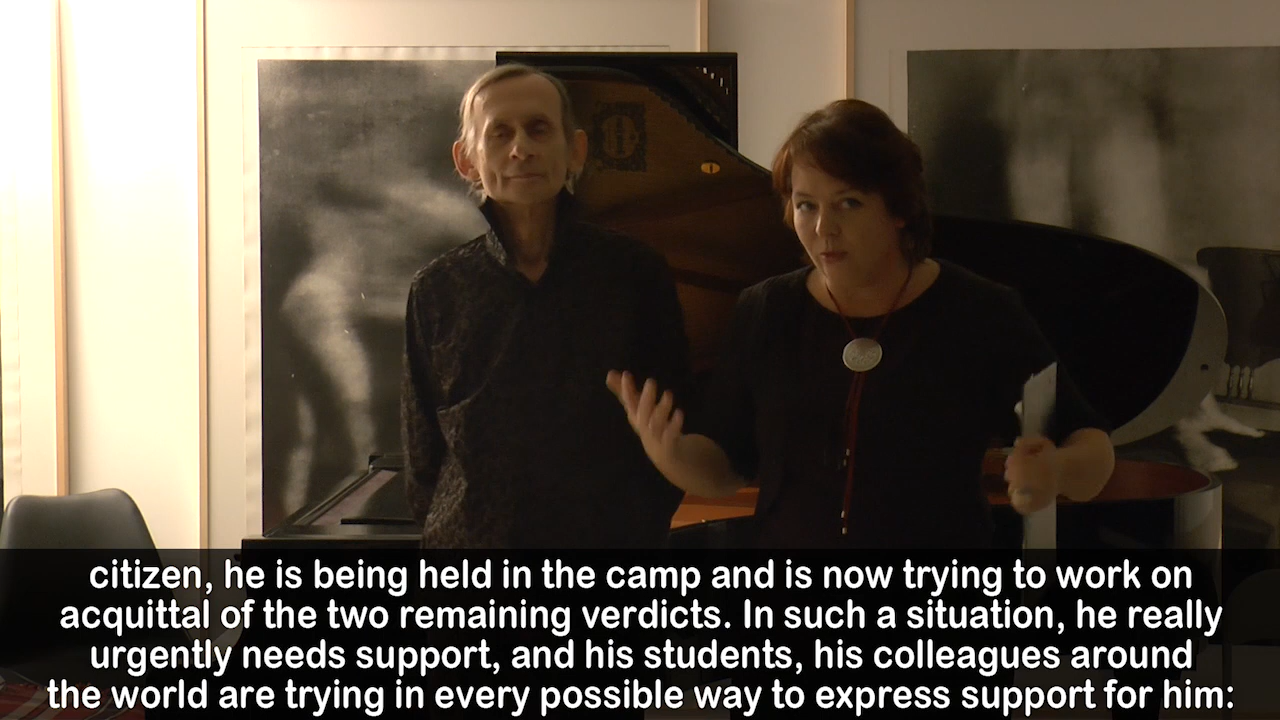 citizen, he is being held in the camp and is now trying to work on
acquittal of the two remaining verdicts. In such a situation, he really
urgently needs support, and his students, his colleagues around
the world are trying in every possible way to express support for him: